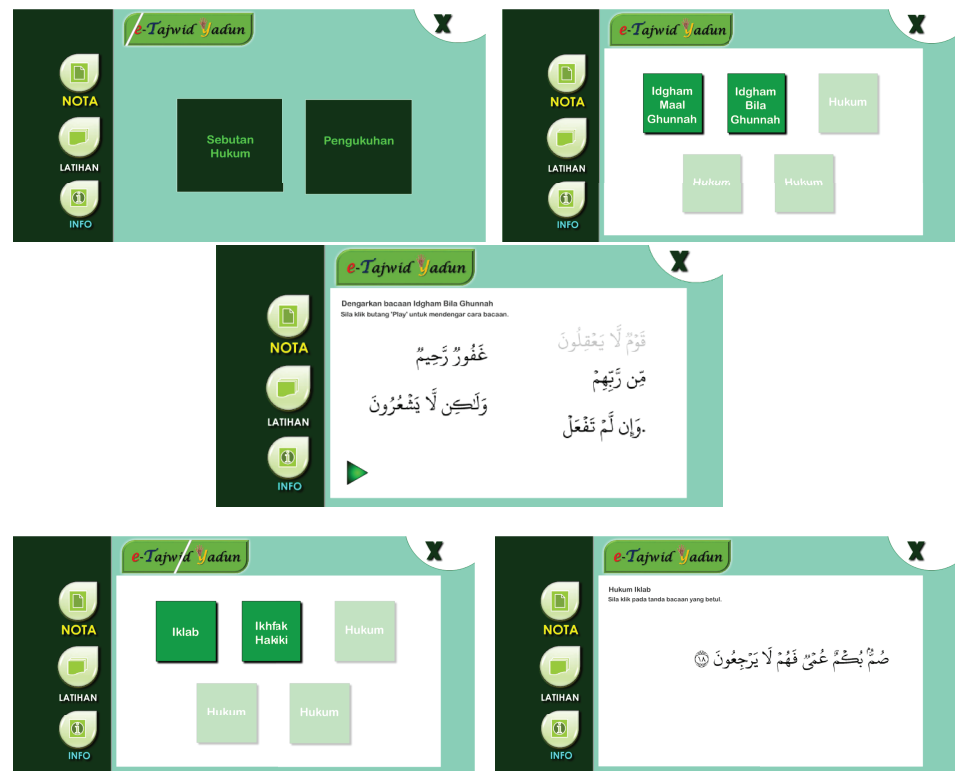 e-Tajwid Yadun
X
NOTA
LATIHAN
INFO
Sebutan
Hukum
Pengukuhan
e-Tajwid Yadun
X
NOTA
LATIHAN
INFO
Idgham
Maal
Ghunnah
Idgham
Bila
Ghunnah
Hukum
Hukum
Hukum
e-Tajwid Yadun
X
NOTA
LATIHAN
INFO
Dengarkan bacaan Idgham Bila Ghunnah
Sila klik butang 'Play' untuk mendengar cara bacaan.
قَوْمٌ لَّا يَعْقِلُونَ
غَفُورٌ رَّحِيمٌ
مِّن رَّبِّهِمْ
وَلَٰكِن لَّا يَشْعُرُونَ
وَإِن لَّمْ تَفْعَلْ.
e-Tajwid Yadun
X
NOTA
LATIHAN
INFO
Iklab
Ikhfak
Hakiki
Hukum
Hukum
Hukum
e-Tajwid Yadun
X
NOTA
LATIHAN
INFO
Hukum Iklab
Sila klik pada tanda bacaan yang betul.
صُمٌّۢ بُكْمٌ عُمْىٌ فَهُمْ لَا يَرْجِعُونَ ١٨